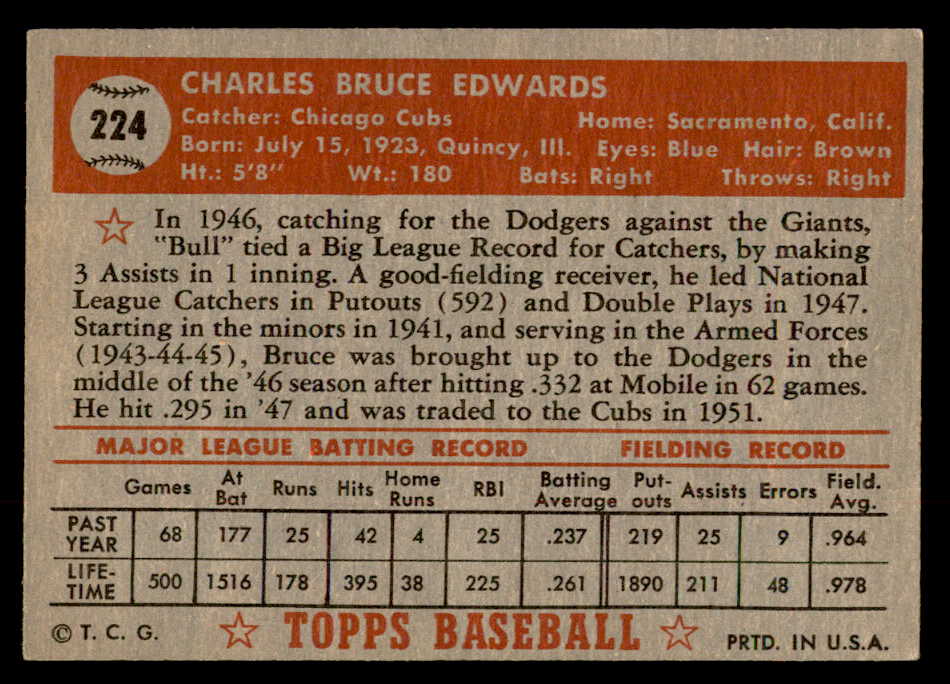 224
CHARLES BRUCE EDWARDS
Catcher: Chicago Cubs Home: Sacramento, Calif.
Born: July 15, 1923, Quincy, Ill. Eyes: Blue Hair: Brown
Ht.: 5'8" Wt.: 180 Bats: Right Throws: Right
In 1946, catching for the Dodgers against the Giants,
"Bull" tied a Big League Record for Catchers, by making
3 Assists in 1 inning. A good-fielding receiver, he led National
League Catchers in Putouts (592) and Double Plays in 1947.
Starting in the minors in 1941, and serving in the Armed Forces
(1943-44-45), Bruce was brought up to the Dodgers in the
middle of the '46 season after hitting .332 at Mobile in 62 games.
He hit .295 in '47 and was traded to the Cubs in 1951.
MAJOR LEAGUE BATTING RECORD FIELDING RECORD
Games At Bat Runs Hits Home Runs RBI Batting Average Put-outs Assists Errors Field. Avg.
PAST YEAR 68 177 25 42 4 25 .237 219 25 9 .964
LIFE-TIME 500 1516 178 395 38 225 .261 1890 211 48 .978
© T. C. G. TOPPS BASEBALL PRTD. IN U.S.A.